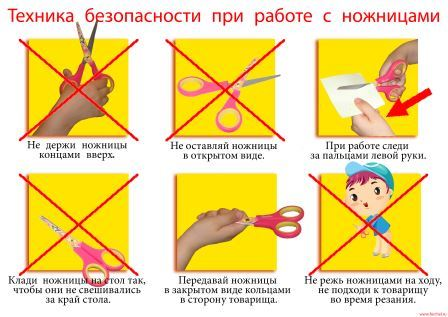 Техника безопасности при работе с ножницами
Не держи ножницы
концами вверх.
Не оставляй ножницы
в открытом виде.
При работе следи
за пальцами левой руки.
Клади ножницы на стол так,
чтобы они не свешивались
за край стола.
Передавай ножницы
в закрытом виде кольцами
в сторону товарища.
Не режь ножницами на ходу,
не подходи к товарищу
во время резания.